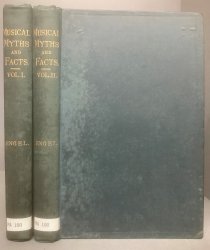 MUSICAL
MYTHS
AND
FACTS.
VOL. I.
ENGEL.
MUSICAL
MYTHS
AND
FACTS.
VOL. II.
ENGEL.